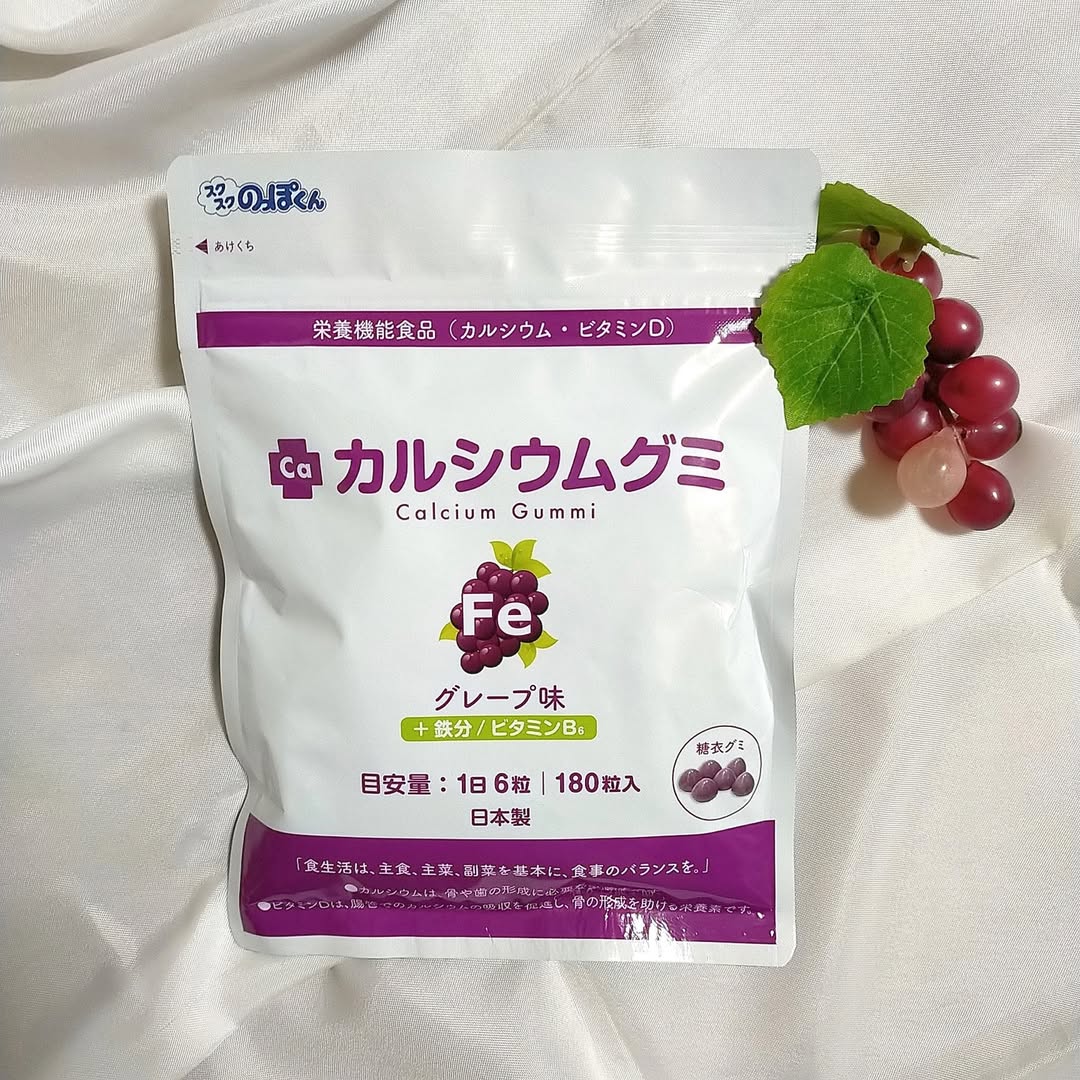 スクスクのっぽくん
あけくち
栄養機能食品（カルシウム・ビタミンD）
Ca カルシウムグミ
Calcium Gummi
Fe
グレープ味
＋鉄分/ビタミンB₆
糖衣グミ
目安量：1日6粒｜180粒入
日本製
「食生活は、主食、主菜、副菜を基本に、食事のバランスを。」
●カルシウムは、骨や歯の形成に必要な
●ビタミンDは、腸管でのカルシウムの吸収を促進し、骨の形成を助ける栄養素です。